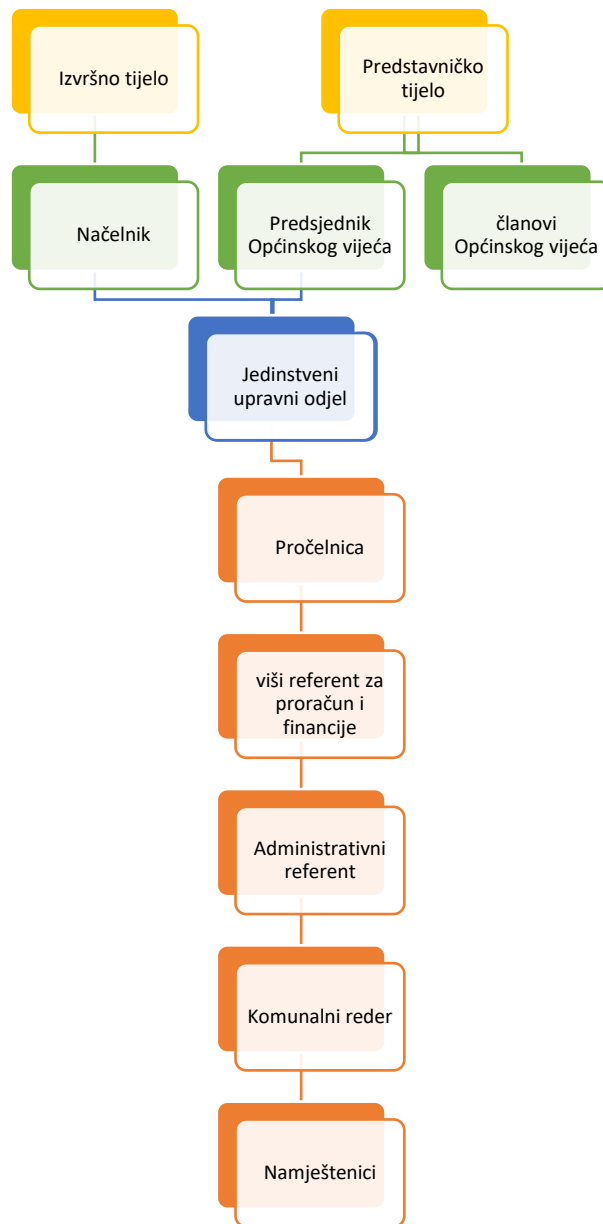 Izvršno tijelo
Predstavničko
tijelo
Načelnik
Predsjednik
Općinskog vijeća
članovi
Općinskog vijeća
Jedinstveni
upravni odjel
Pročelnica
viši referent za
proračun i
financije
Administrativni
referent
Komunalni reder
Namještenici